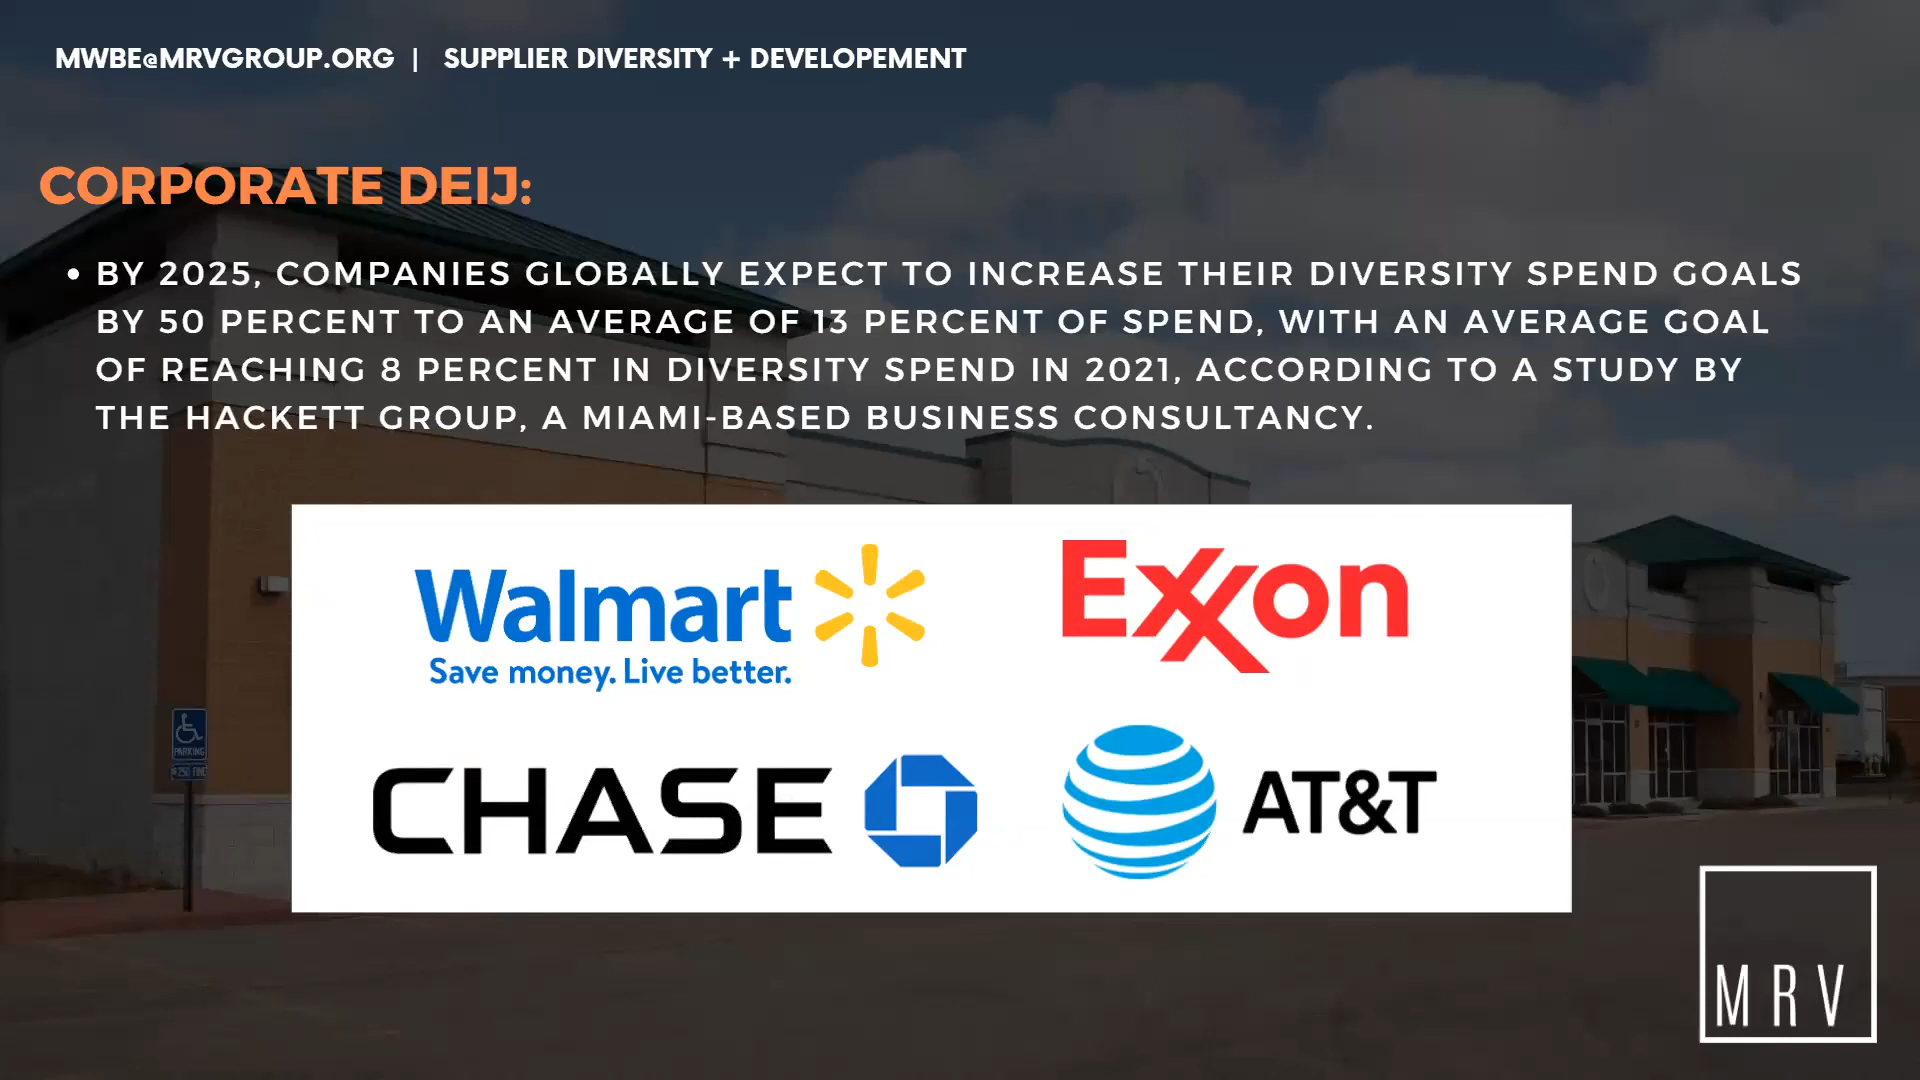 MWBE@MRVGROUP.ORG | SUPPLIER DIVERSITY + DEVELOPEMENT
CORPORATE DEIJ:
• BY 2025, COMPANIES GLOBALLY EXPECT TO INCREASE THEIR DIVERSITY SPEND GOALS
BY 50 PERCENT TO AN AVERAGE OF 13 PERCENT OF SPEND, WITH AN AVERAGE GOAL
OF REACHING 8 PERCENT IN DIVERSITY SPEND IN 2021, ACCORDING TO A STUDY BY
THE HACKETT GROUP, A MIAMI-BASED BUSINESS CONSULTANCY.
Walmart
Save money. Live better.
Exxon
CHASE
AT&T
PARKING
$250 FINE
MRV